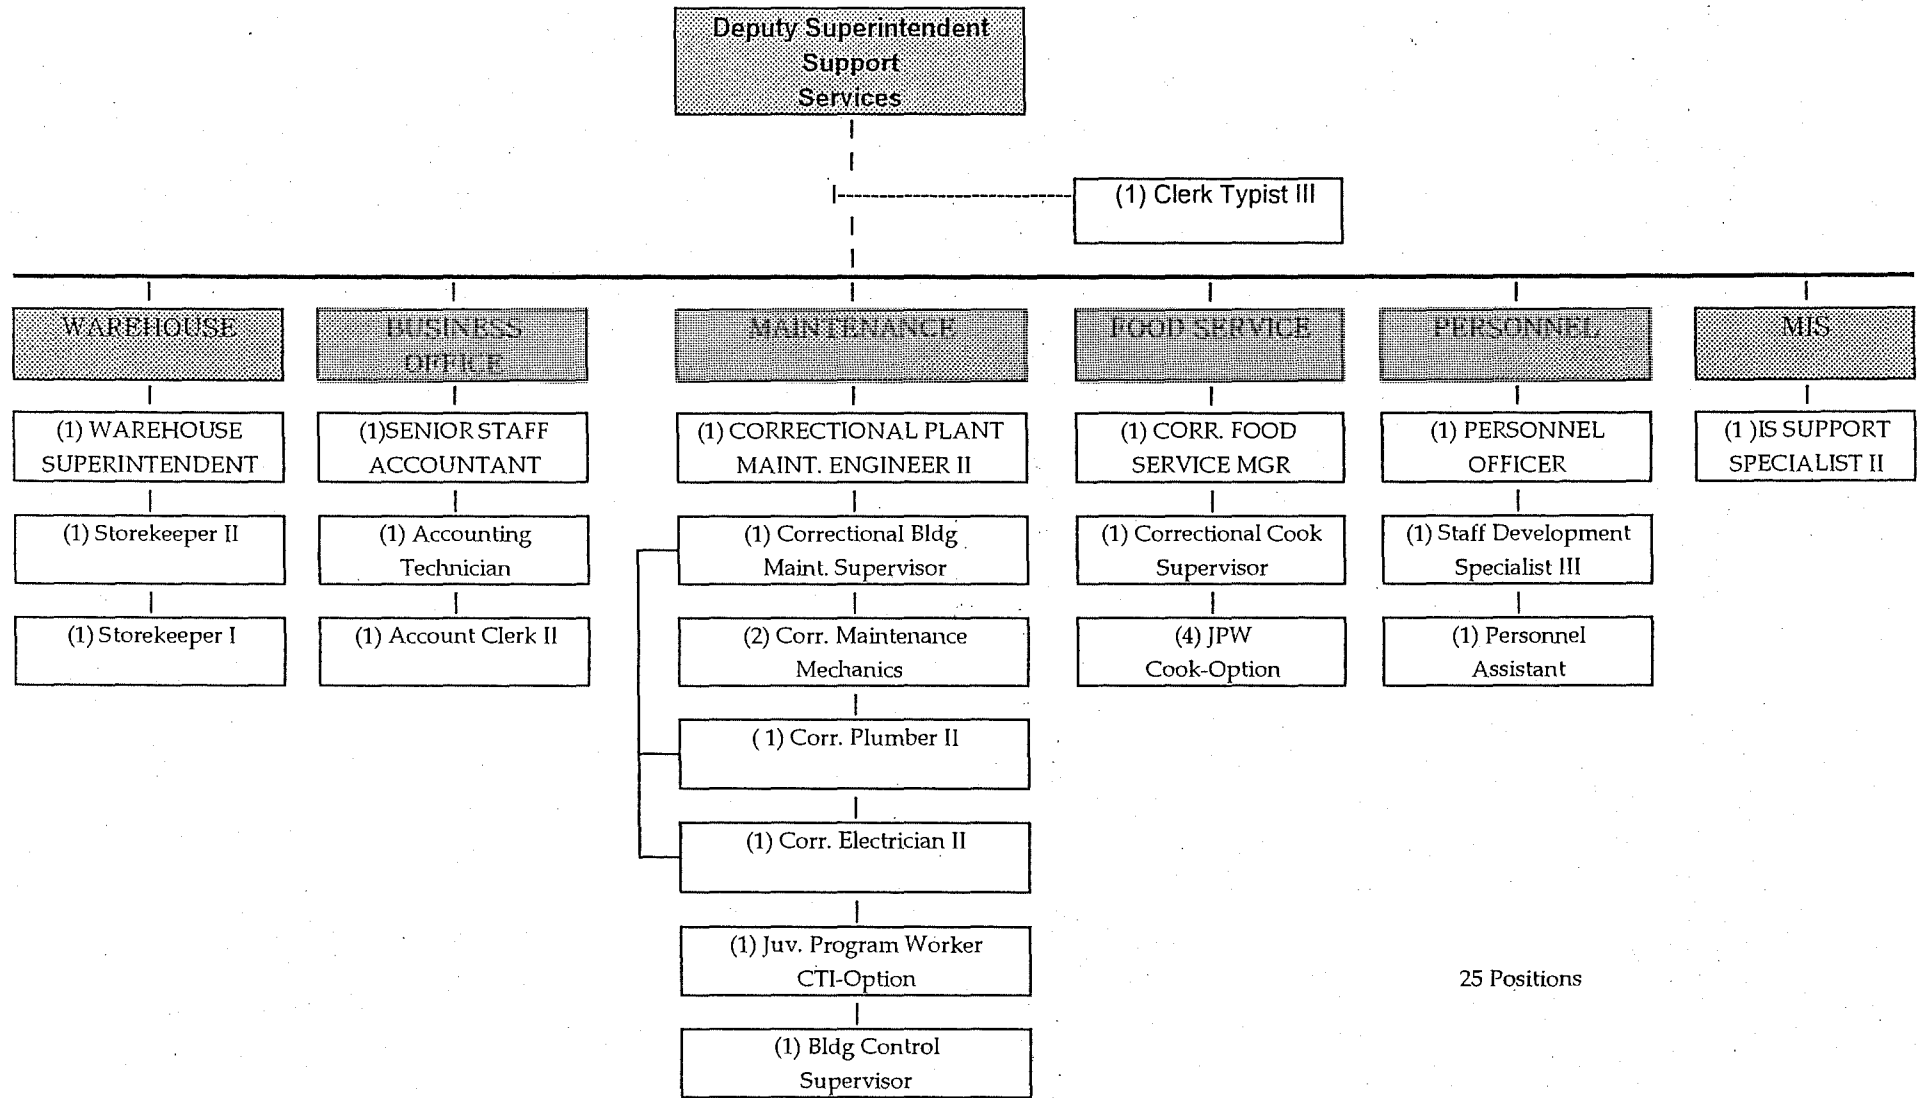 Deputy Superintendent
Support
Services
(1) Clerk Typist III
WAREHOUSE
BUSINESS
OFFICE
MAINTENANCE
FOOD SERVICE
PERSONNEL
MIS
(1) WAREHOUSE
SUPERINTENDENT
(1)SENIOR STAFF
ACCOUNTANT
(1) CORRECTIONAL PLANT
MAINT. ENGINEER II
(1) CORR. FOOD
SERVICE MGR
(1) PERSONNEL
OFFICER
(1 )IS SUPPORT
SPECIALIST II
(1) Storekeeper II
(1) Accounting
Technician
(1) Correctional Bldg
Maint. Supervisor
(1) Correctional Cook
Supervisor
(1) Staff Development
Specialist III
(1) Storekeeper I
(1) Account Clerk II
(2) Corr. Maintenance
Mechanics
(4) JPW
Cook-Option
(1) Personnel
Assistant
( 1) Corr. Plumber II
(1) Corr. Electrician II
(1) Juv. Program Worker
CTI-Option
25 Positions
(1) Bldg Control
Supervisor